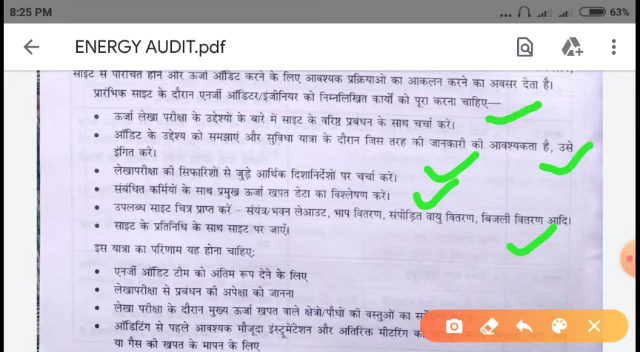 8:25 PM
63%
ENERGY AUDIT.pdf
साइट से परिचित होने और ऊर्जा ऑडिट करने के लिए आवश्यक प्रक्रियाओं का आकलन करने का अवसर देता है।
प्रारंभिक साइट के दौरान एनर्जी ऑडिटर/इंजीनियर को निम्नलिखित कार्यों को पूरा करना चाहिए—
• ऊर्जा लेखा परीक्षा के उद्देश्यों के बारे में साइट के वरिष्ठ प्रबंधन के साथ चर्चा करें।
• ऑडिट के उद्देश्य को समझाएं और सुविधा यात्रा के दौरान जिस तरह की जानकारी की आवश्यकता है, उसे
इंगित करें।
• लेखापरीक्षा की सिफारिशों से जुड़े आर्थिक दिशानिर्देशों पर चर्चा करें।
• संबंधित कर्मियों के साथ प्रमुख ऊर्जा खपत डेटा का विश्लेषण करें।
• उपलब्ध साइट चित्र प्राप्त करें - संयंत्र/भवन लेआउट, भाप वितरण, संपीड़ित वायु वितरण, बिजली वितरण आदि।
• साइट के प्रतिनिधि के साथ साइट पर जाएं।
इस यात्रा का परिणाम यह होना चाहिए:
• एनर्जी ऑडिट टीम को अंतिम रूप देने के लिए
• लेखापरीक्षा से प्रबंधन की अपेक्षा को जानना
• लेखा परीक्षा के दौरान मुख्य ऊर्जा खपत वाले क्षेत्रों/पौधों की वस्तुओं का
• ऑडिटिंग से पहले आवश्यक मौजूदा इंस्ट्रूमेंटेशन और अतिरिक्त मीटरिंग
या गैस को खपत के मापन के लिए